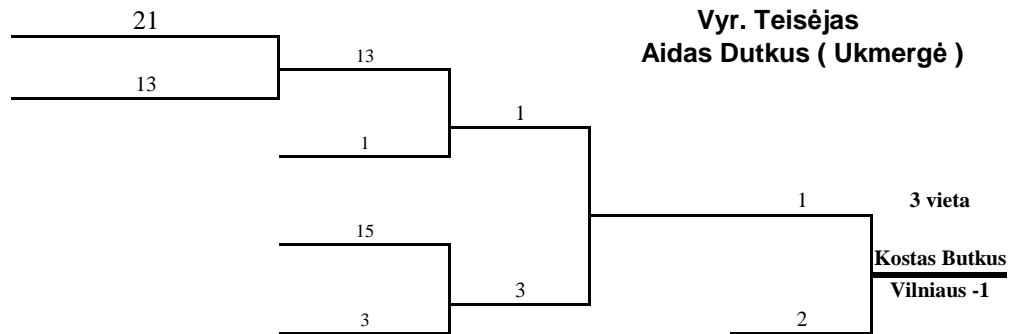 21
Vyr. Teisėjas
Aidas Dutkus ( Ukmergė )
13
13
1
1
1
3 vieta
15
Kostas Butkus
Vilniaus -1
3
3
2